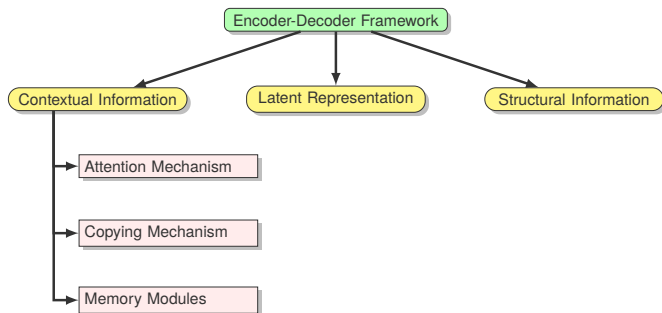 Encoder-Decoder Framework
Contextual Information
Latent Representation
Structural Information
Attention Mechanism
Copying Mechanism
Memory Modules